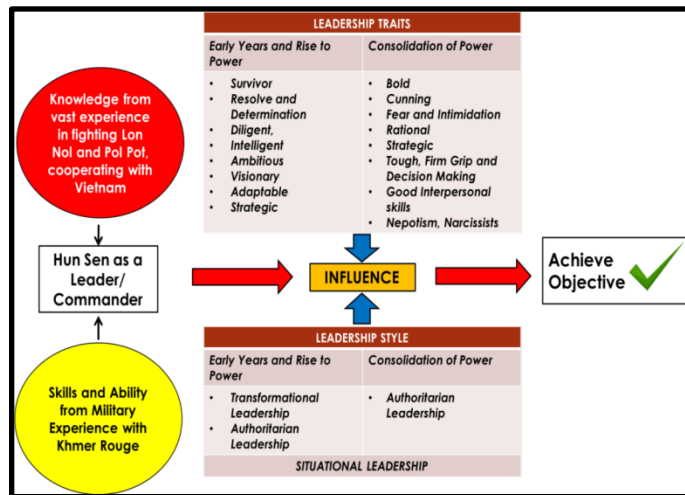 LEADERSHIP TRAITS
Early Years and Rise to
Power
Consolidation of Power
• Survivor
• Resolve and
Determination
• Diligent,
• Intelligent
• Ambitious
• Visionary
• Adaptable
• Strategic
• Bold
• Cunning
• Fear and Intimidation
• Rational
• Strategic
• Tough, Firm Grip and
Decision Making
• Good Interpersonal
skills
• Nepotism, Narcissists
Knowledge from
vast experience
in fighting Lon
Nol and Pol Pot,
cooperating with
Vietnam
Hun Sen as a
Leader/
Commander
INFLUENCE
Achieve
Objective
Skills and Ability
from Military
Experience with
Khmer Rouge
LEADERSHIP STYLE
Early Years and Rise to
Power
Consolidation of Power
• Transformational
Leadership
• Authoritarian
Leadership
• Authoritarian
Leadership
SITUATIONAL LEADERSHIP